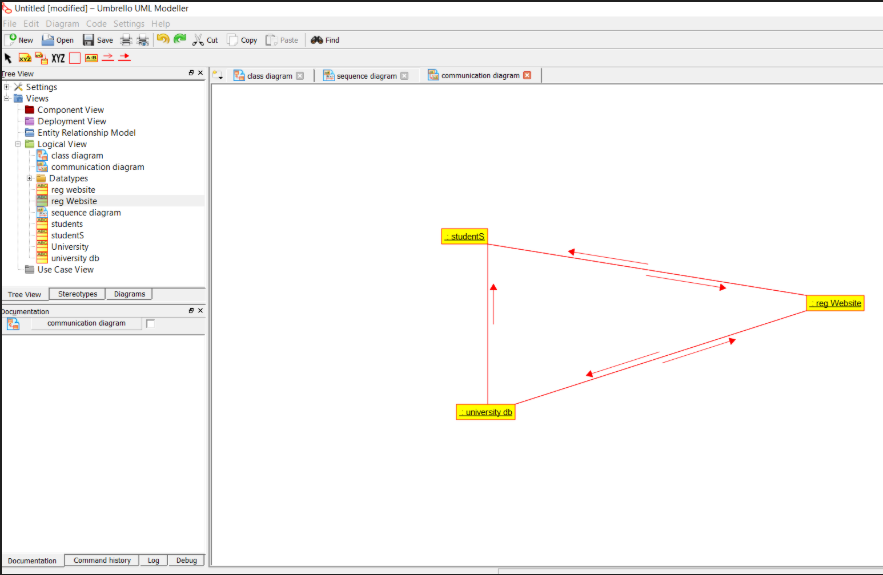 Untitled [modified] – Umbrello UML Modeller
File Edit Diagram Code Settings Help
New Open Save Cut Copy Paste Find
XYZ XYZ A-B
Tree View
class diagram sequence diagram communication diagram
Settings
Views
Component View
Deployment View
Entity Relationship Model
Logical View
class diagram
communication diagram
Datatypes
reg website
reg Website
sequence diagram
students
studentS
University
university db
Use Case View
Tree View Stereotypes Diagrams
Documentation
communication diagram
: studentS
: reg Website
: university db
Documentation Command history Log Debug